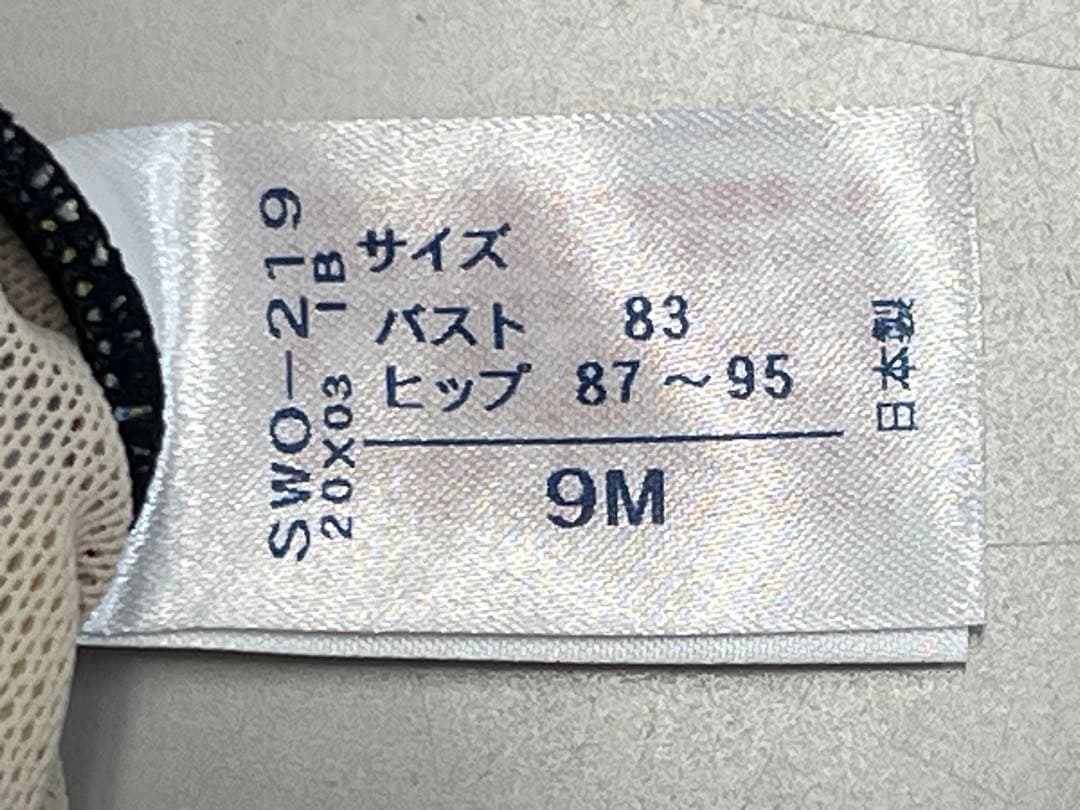 サイズ
バスト 83
ヒップ 87〜95
9M
SWO-219
20X03 IB
日本製